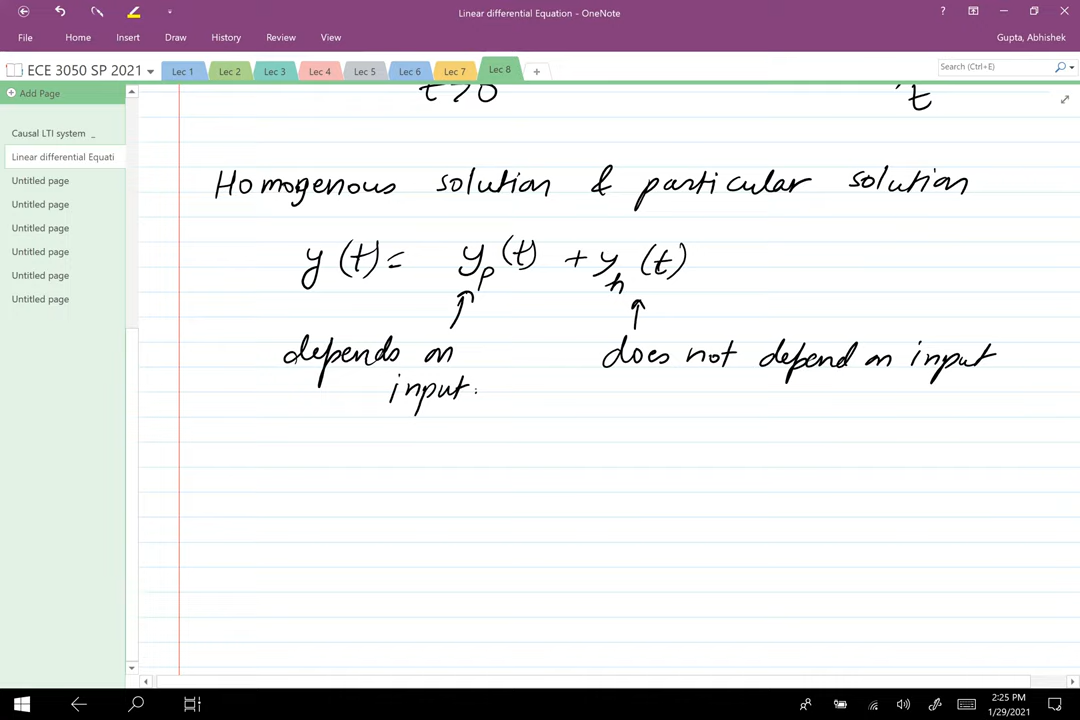 Linear differential Equation - OneNote
?
File Home Insert Draw History Review View
Gupta, Abhishek
ECE 3050 SP 2021
Lec 1 Lec 2 Lec 3 Lec 4 Lec 5 Lec 6 Lec 7 Lec 8
Search (Ctrl+E)
Add Page
Causal LTI system _
Linear differential Equati
Untitled page
Untitled page
Untitled page
Untitled page
Untitled page
Untitled page
t>0
t
Homogenous solution & particular solution
y(t)= y_p(t) + y_h(t)
depends on
input.
does not depend on input
2:25 PM
1/29/2021